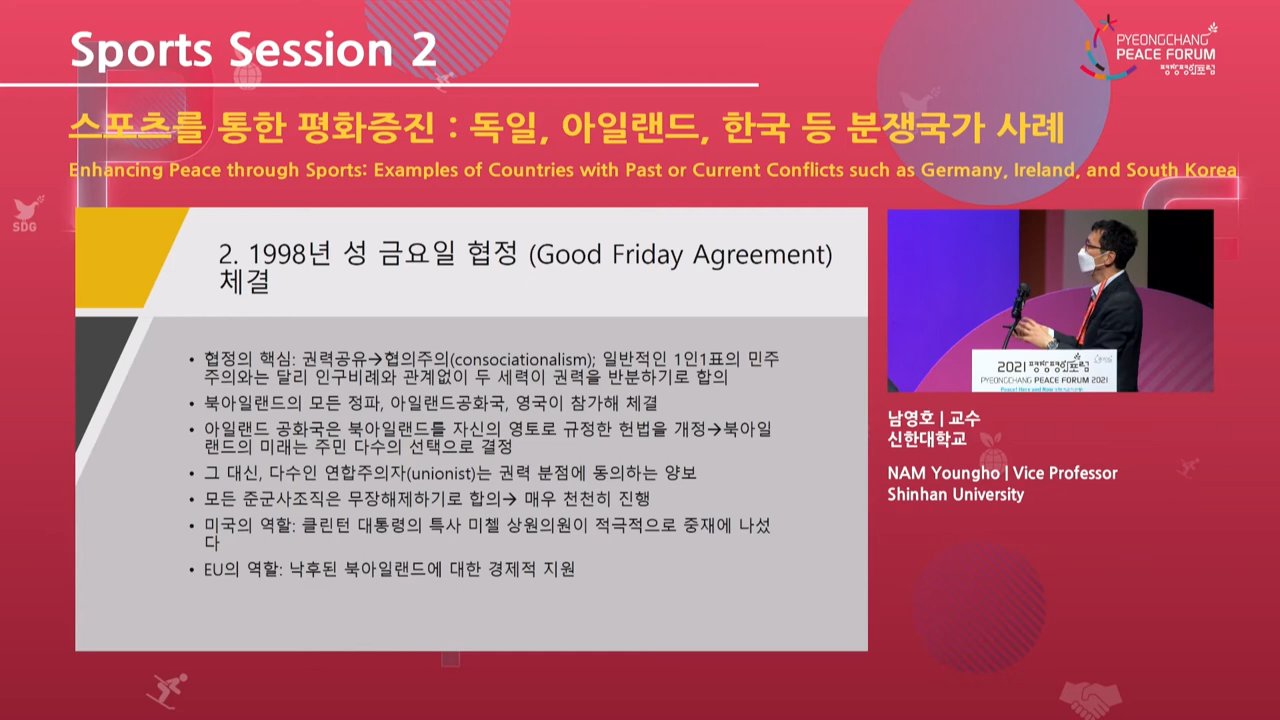 Sports Session 2
PYEONGCHANG
PEACE FORUM
평창평화포럼
스포츠를 통한 평화증진 : 독일, 아일랜드, 한국 등 분쟁국가 사례
Enhancing Peace through Sports: Examples of Countries with Past or Current Conflicts such as Germany, Ireland, and South Korea
SDG
2. 1998년 성 금요일 협정 (Good Friday Agreement)
체결
• 협정의 핵심: 권력공유→협의주의(consociationalism); 일반적인 1인1표의 민주
주의와는 달리 인구비례와 관계없이 두 세력이 권력을 반분하기로 합의
• 북아일랜드의 모든 정파, 아일랜드공화국, 영국이 참가해 체결
• 아일랜드 공화국은 북아일랜드를 자신의 영토로 규정한 헌법을 개정→북아일
랜드의 미래는 주민 다수의 선택으로 결정
• 그 대신, 다수인 연합주의자(unionist)는 권력 분점에 동의하는 양보
• 모든 준군사조직은 무장해제하기로 합의→ 매우 천천히 진행
• 미국의 역할: 클린턴 대통령의 특사 미첼 상원의원이 적극적으로 중재에 나섰
다
• EU의 역할: 낙후된 북아일랜드에 대한 경제적 지원
2021 평창평화포럼
PYEONGCHANG PEACE FORUM 2021
Peace! Here and Now
남영호 | 교수
신한대학교
NAM Youngho | Vice Professor
Shinhan University